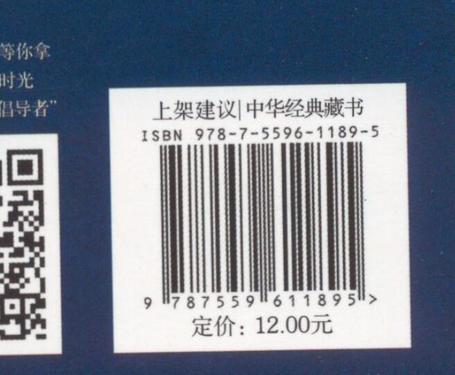 等你拿
时光
倡导者”
上架建议|中华经典藏书
ISBN 978-7-5596-1189-5
9 787559 611895 >
定价：12.00元